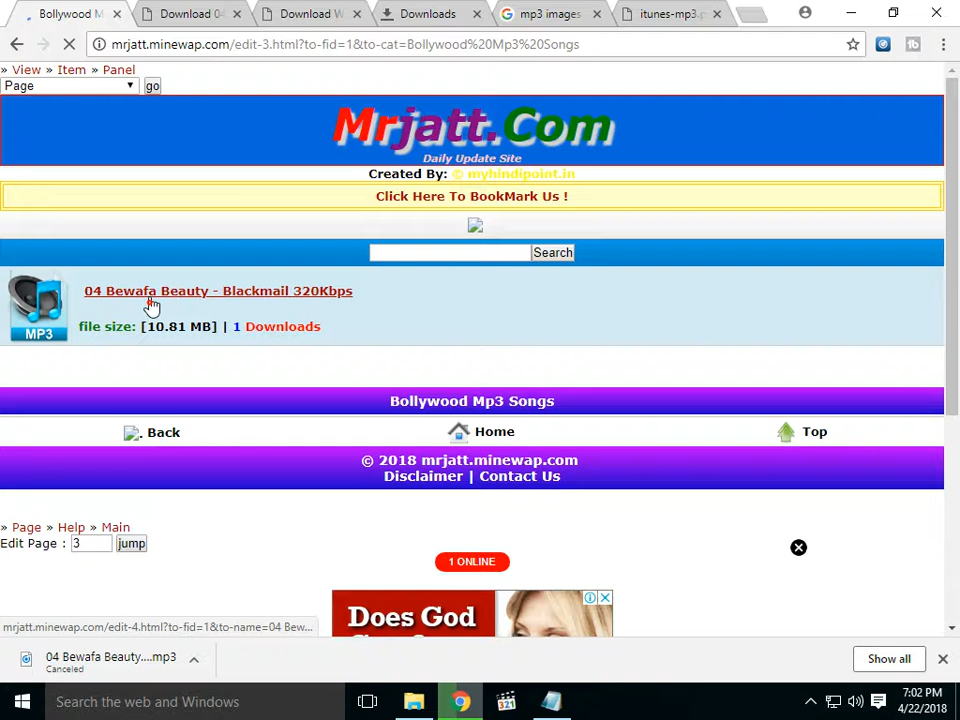 Bollywood M
Download 04
Download W
Downloads
mp3 images
itunes-mp3.p
mrjatt.minewap.com/edit-3.html?to-fid=1&to-cat=Bollywood%20Mp3%20Songs
» View » Item » Panel
Page go
Mrjatt.Com
Daily Update Site
Created By: © myhindipoint.in
Click Here To BookMark Us !
Search
04 Bewafa Beauty - Blackmail 320Kbps
MP3
file size: [10.81 MB] | 1 Downloads
Bollywood Mp3 Songs
. Back Home Top
© 2018 mrjatt.minewap.com
Disclaimer | Contact Us
» Page » Help » Main
Edit Page : 3 jump
1 ONLINE
Does God
mrjatt.minewap.com/edit-4.html?to-fid=1&to-name=04 Bew...
04 Bewafa Beauty....mp3
Canceled
Show all
Search the web and Windows
321
7:02 PM
4/22/2018